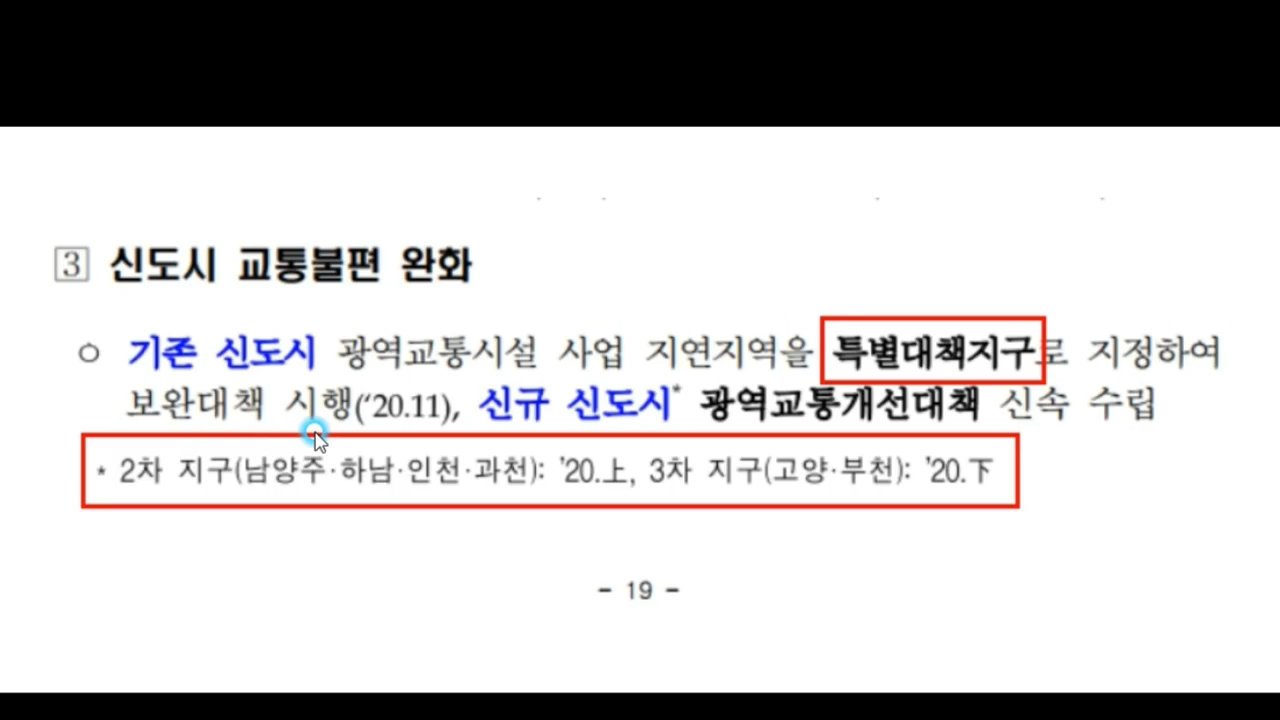 3 신도시 교통불편 완화
○ 기존 신도시 광역교통시설 사업 지연지역을 특별대책지구로 지정하여
보완대책 시행(‘20.11), 신규 신도시* 광역교통개선대책 신속 수립
* 2차 지구(남양주·하남·인천·과천): ’20.上, 3차 지구(고양·부천): ’20.下
- 19 -